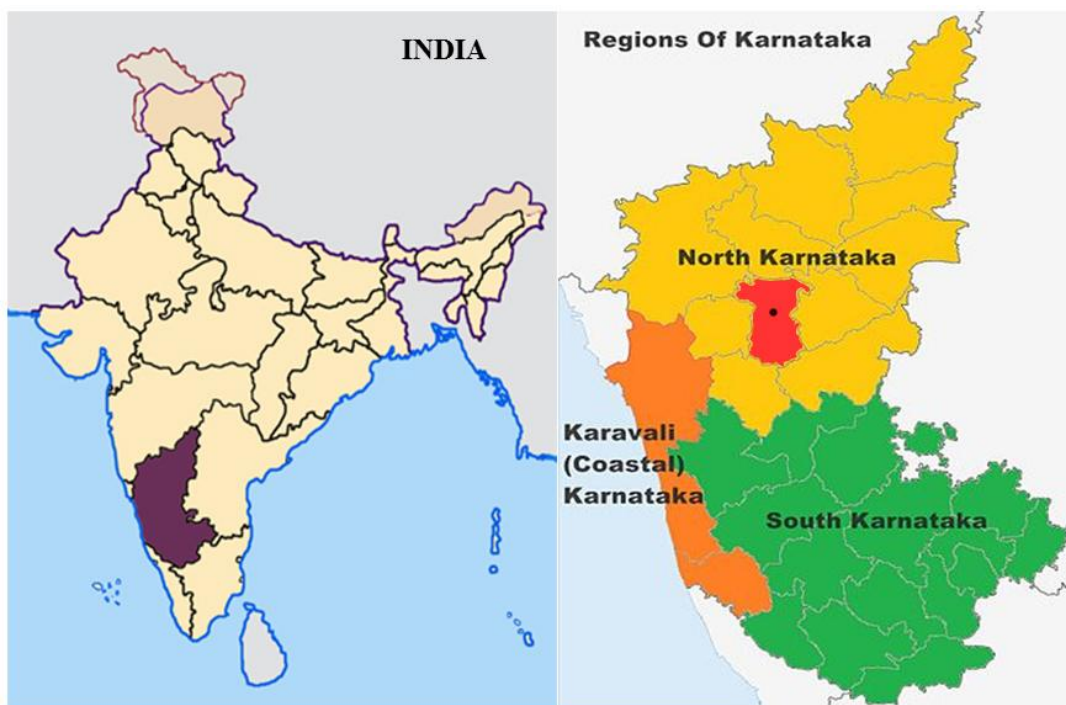 INDIA
Regions Of Karnataka
North Karnataka
Karavali
(Coastal)
Karnataka
South Karnataka